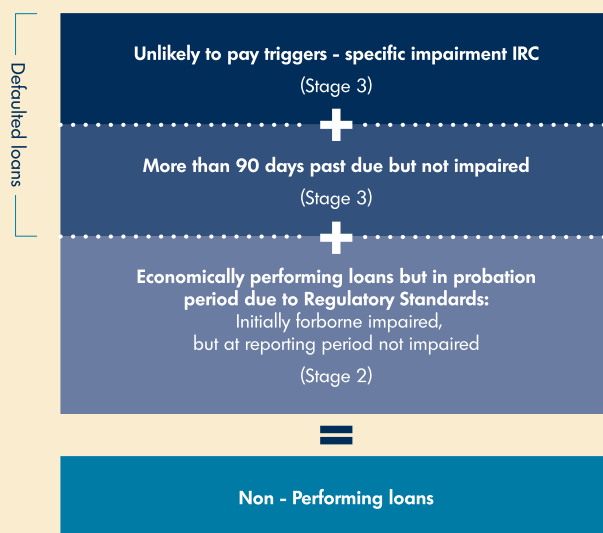 Defaulted loans
Unlikely to pay triggers - specific impairment IRC
(Stage 3)
+
More than 90 days past due but not impaired
(Stage 3)
+
Economically performing loans but in probation
period due to Regulatory Standards:
Initially forborne impaired,
but at reporting period not impaired
(Stage 2)
=
Non - Performing loans